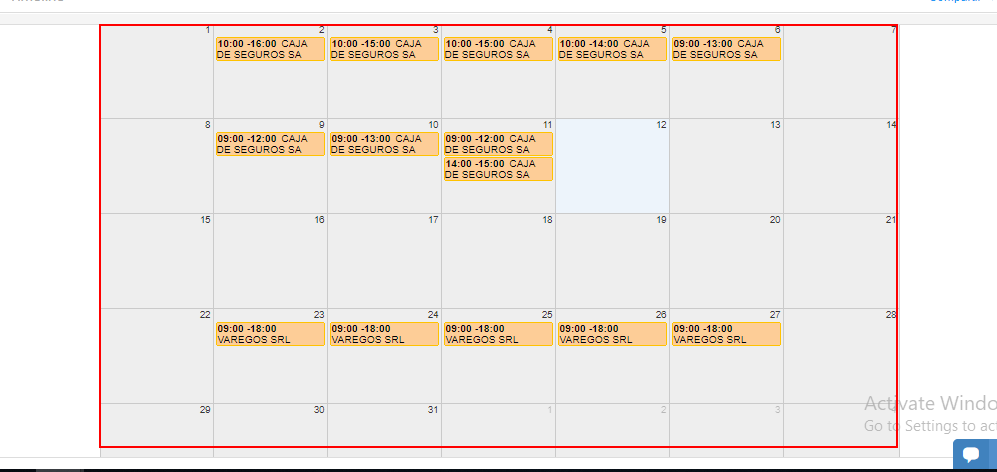 1 2 3 4 5 6 7
10:00 -16:00 CAJA
DE SEGUROS SA
10:00 -15:00 CAJA
DE SEGUROS SA
10:00 -15:00 CAJA
DE SEGUROS SA
10:00 -14:00 CAJA
DE SEGUROS SA
09:00 -13:00 CAJA
DE SEGUROS SA
8 9 10 11 12 13 14
09:00 -12:00 CAJA
DE SEGUROS SA
09:00 -13:00 CAJA
DE SEGUROS SA
09:00 -12:00 CAJA
DE SEGUROS SA
14:00 -15:00 CAJA
DE SEGUROS SA
15 16 17 18 19 20 21
22 23 24 25 26 27 28
09:00 -18:00
VAREGOS SRL
09:00 -18:00
VAREGOS SRL
09:00 -18:00
VAREGOS SRL
09:00 -18:00
VAREGOS SRL
09:00 -18:00
VAREGOS SRL
29 30 31 1 2 3
Activate Windo
Go to Settings to act